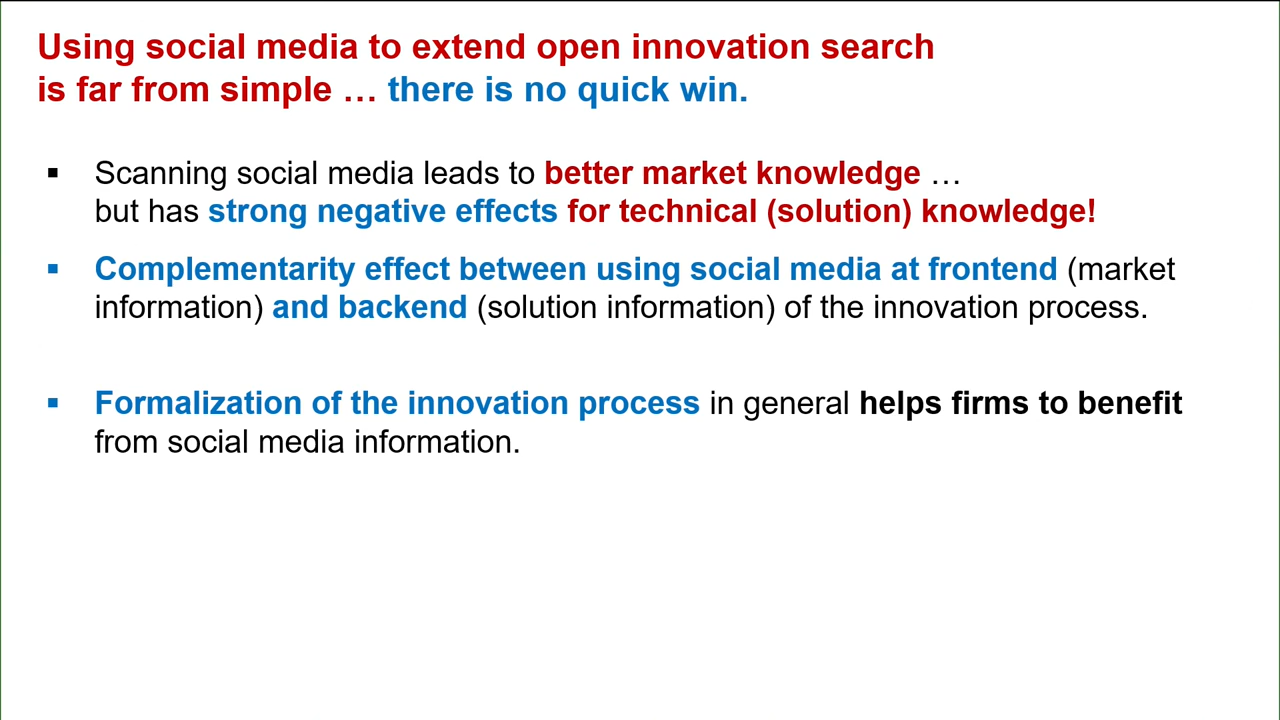 Using social media to extend open innovation search
is far from simple … there is no quick win.
▪ Scanning social media leads to better market knowledge …
but has strong negative effects for technical (solution) knowledge!
▪ Complementarity effect between using social media at frontend (market
information) and backend (solution information) of the innovation process.
▪ Formalization of the innovation process in general helps firms to benefit
from social media information.